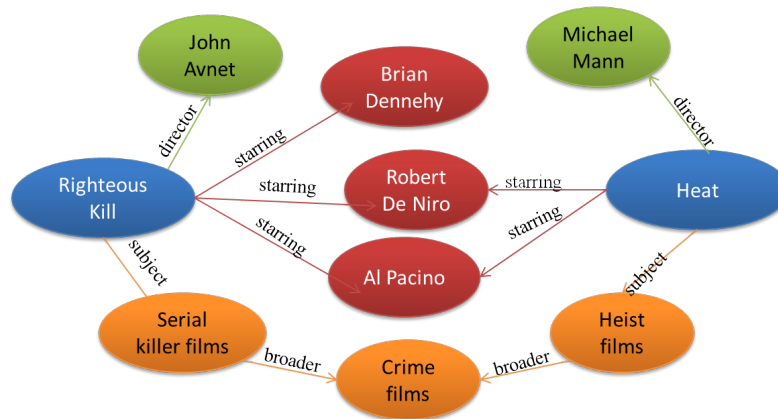 John
Avnet
Michael
Mann
Brian
Dennehy
director
director
starring
Righteous
Kill
starring
Robert
De Niro
starring
Heat
starring
starring
subject
Al Pacino
subject
Serial
killer films
Heist
films
broader
Crime
films
broader